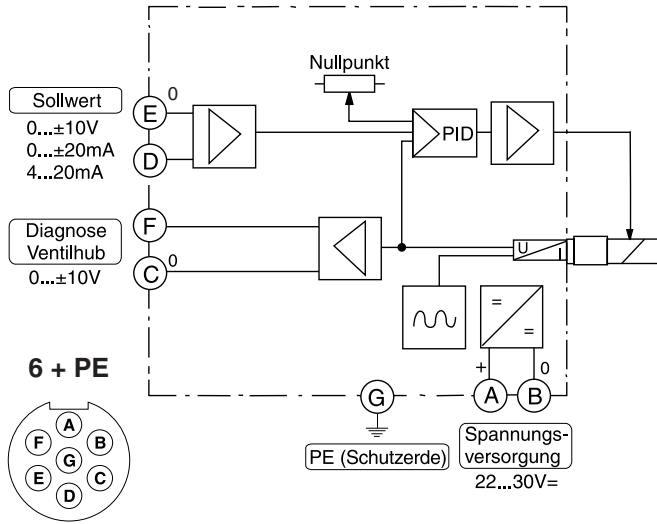 Nullpunkt
Sollwert
0...±10V
0...±20mA
4...20mA
E 0
D
PID
Diagnose
Ventilhub
0...±10V
F
C 0
U
I
=
=
+ 0
A B
G
PE (Schutzerde)
Spannungs-
versorgung
22...30V=
6 + PE
A
F B
G
E C
D